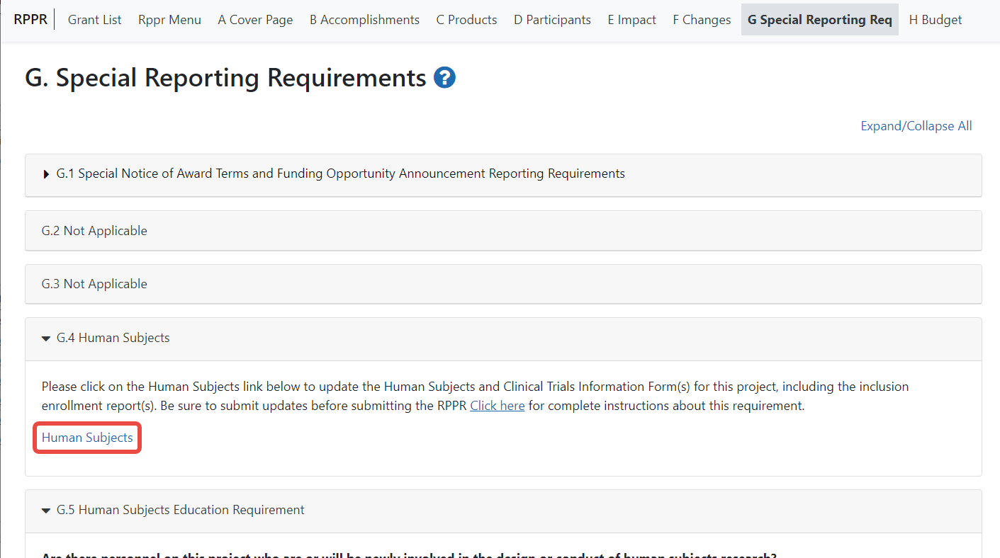 RPPR Grant List Rppr Menu A Cover Page B Accomplishments C Products D Participants E Impact F Changes G Special Reporting Req H Budget
G. Special Reporting Requirements ?
Expand/Collapse All
G.1 Special Notice of Award Terms and Funding Opportunity Announcement Reporting Requirements
G.2 Not Applicable
G.3 Not Applicable
G.4 Human Subjects
Please click on the Human Subjects link below to update the Human Subjects and Clinical Trials Information Form(s) for this project, including the inclusion
enrollment report(s). Be sure to submit updates before submitting the RPPR Click here for complete instructions about this requirement.
Human Subjects
G.5 Human Subjects Education Requirement
Are there personnel on this project who are or will be newly involved in the design or conduct of human subjects research?